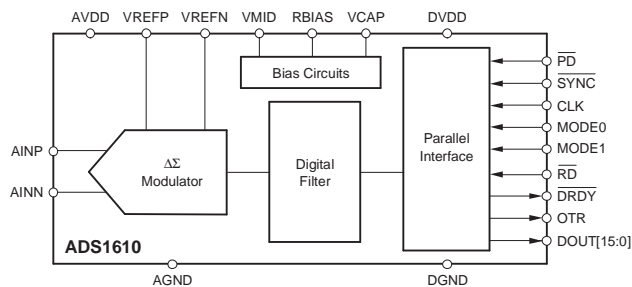 AVDD VREFP VREFN VMID RBIAS VCAP DVDD
Bias Circuits
PD
SYNC
CLK
MODE0
MODE1
RD
DRDY
OTR
DOUT[15:0]
Parallel
Interface
AINP
AINN
ΔΣ
Modulator
Digital
Filter
ADS1610
AGND DGND